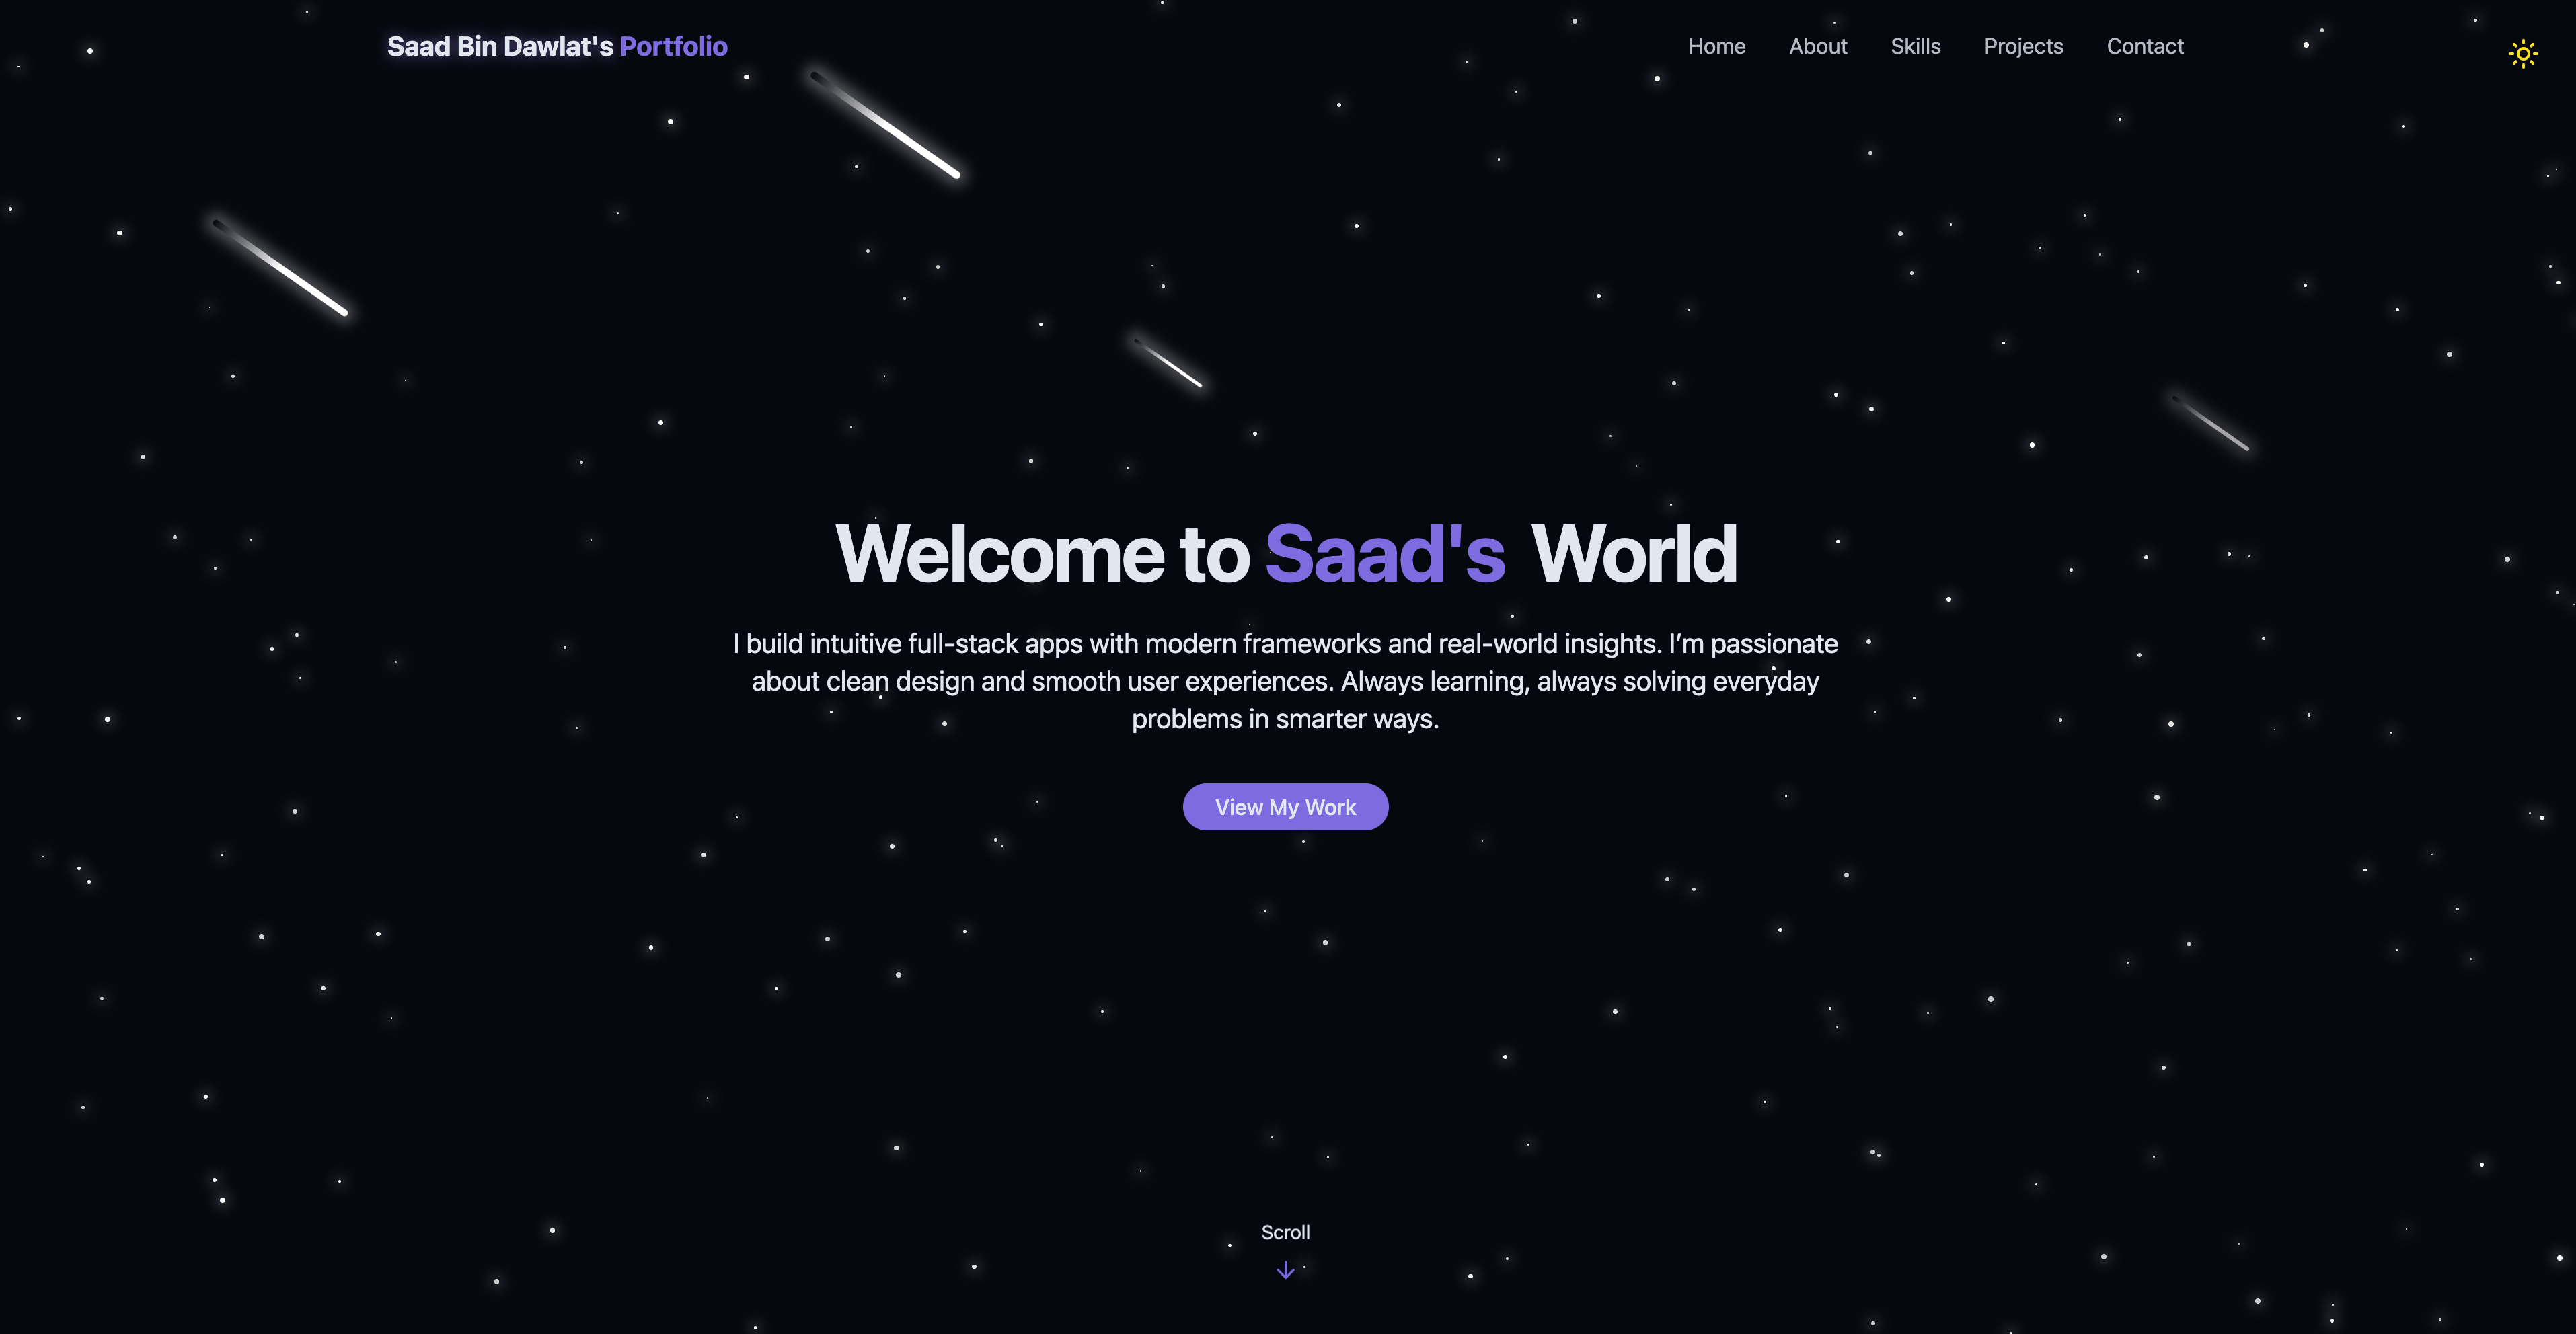 Saad Bin Dawlat's Portfolio
Home About Skills Projects Contact
Welcome to Saad's World
I build intuitive full-stack apps with modern frameworks and real-world insights. I’m passionate
about clean design and smooth user experiences. Always learning, always solving everyday
problems in smarter ways.
View My Work
Scroll